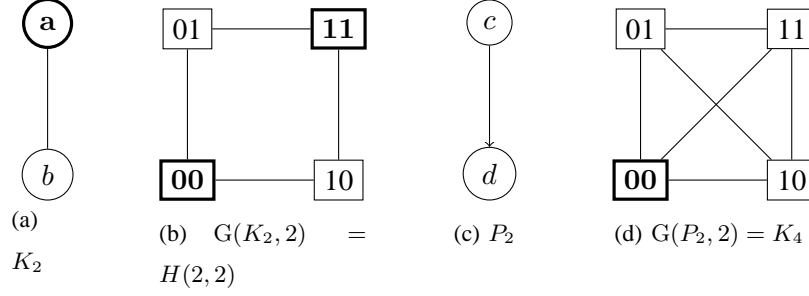 a
01
11
c
01
11
b
00
10
d
00
10
(a)
K₂
(b) G(K₂, 2) =
H(2, 2)
(c) P₂
(d) G(P₂, 2) = K₄